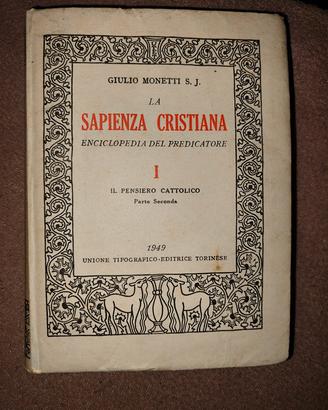 GIULIO MONETTI S. J.
LA
SAPIENZA CRISTIANA
ENCICLOPEDIA DEL PREDICATORE
I
IL PENSIERO CATTOLICO
Parte Seconda
1949
UNIONE TIPOGRAFICO-EDITRICE TORINESE